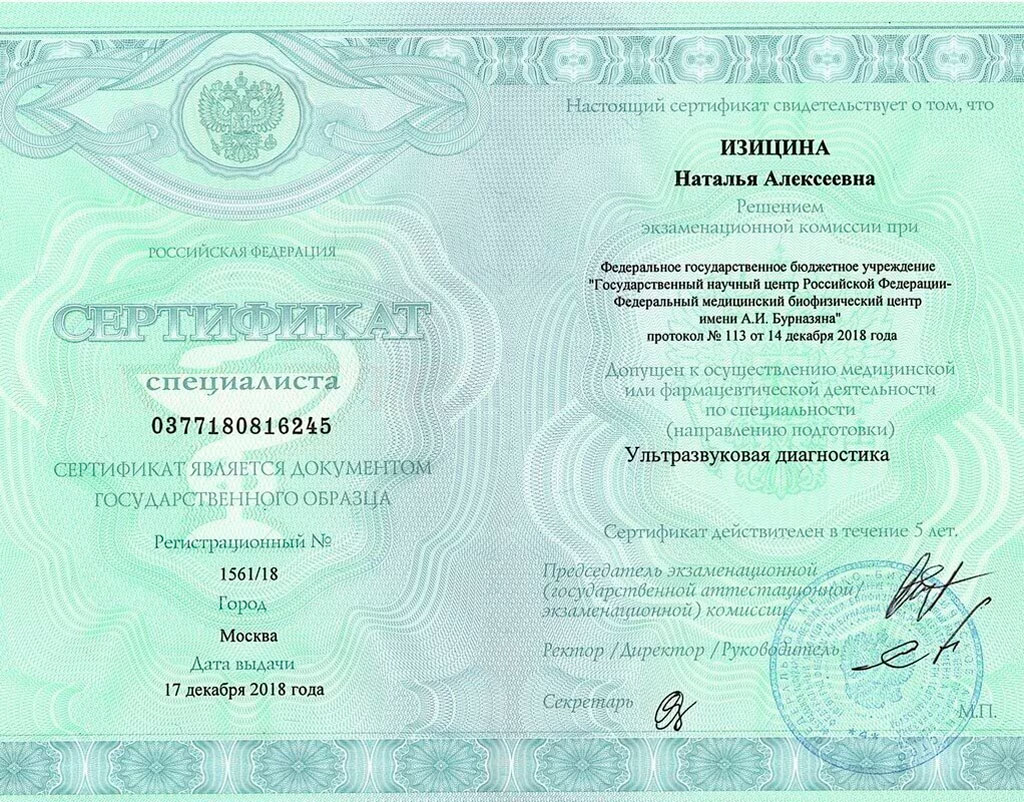 РОССИЙСКАЯ ФЕДЕРАЦИЯ
СЕРТИФИКАТ
специалиста
0377180816245
СЕРТИФИКАТ ЯВЛЯЕТСЯ ДОКУМЕНТОМ
ГОСУДАРСТВЕННОГО ОБРАЗЦА
Регистрационный №
1561/18
Город
Москва
Дата выдачи
17 декабря 2018 года
Настоящий сертификат свидетельствует о том, что
ИЗИЦИНА
Наталья Алексеевна
Решением
экзаменационной комиссии при
Федеральное государственное бюджетное учреждение
"Государственный научный центр Российской Федерации-
Федеральный медицинский биофизический центр
имени А.И. Бурназяна"
протокол № 113 от 14 декабря 2018 года
Допущен к осуществлению медицинской
или фармацевтической деятельности
по специальности
(направлению подготовки)
Ультразвуковая диагностика
Сертификат действителен в течение 5 лет.
Председатель экзаменационной
(государственной аттестационной/
экзаменационной) комиссии
Ректор /Директор /Руководитель
Секретарь
М.П.